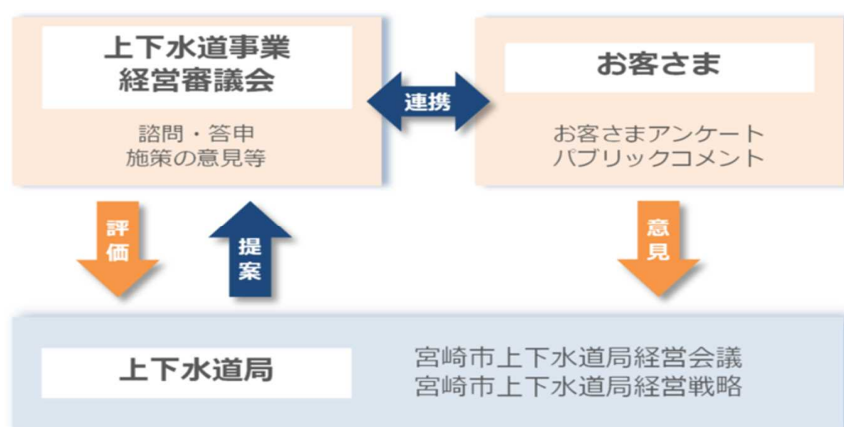 上下水道事業
経営審議会
諮問・答申
施策の意見等
連携
お客さま
お客さまアンケート
パブリックコメント
評価
提案
意見
上下水道局
宮崎市上下水道局経営会議
宮崎市上下水道局経営戦略